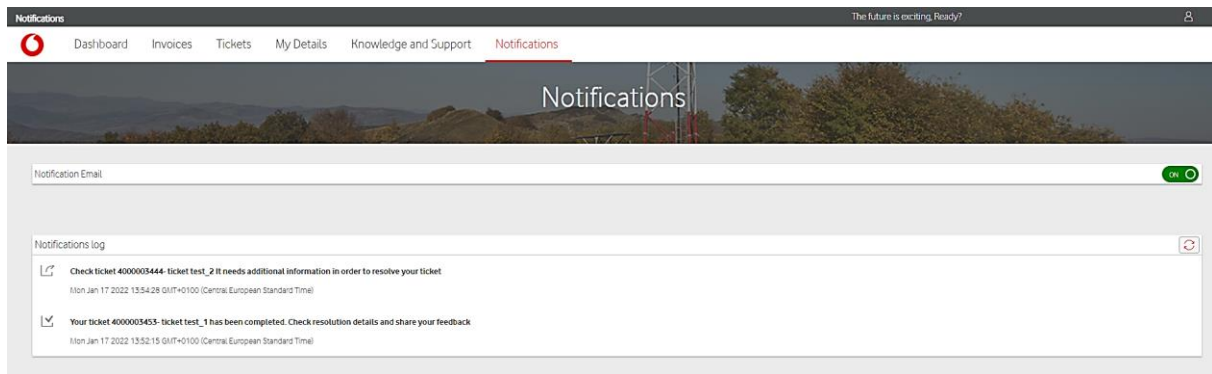 Notifications
The future is exciting, Ready?
Dashboard Invoices Tickets My Details Knowledge and Support Notifications
Notifications
Notification Email
ON
Notifications log
Check ticket 4000003444- ticket test_2 It needs additional information in order to resolve your ticket
Mon Jan 17 2022 13:54:28 GMT+0100 (Central European Standard Time)
Your ticket 4000003453- ticket test_1 has been completed. Check resolution details and share your feedback
Mon Jan 17 2022 13:52:15 GMT+0100 (Central European Standard Time)